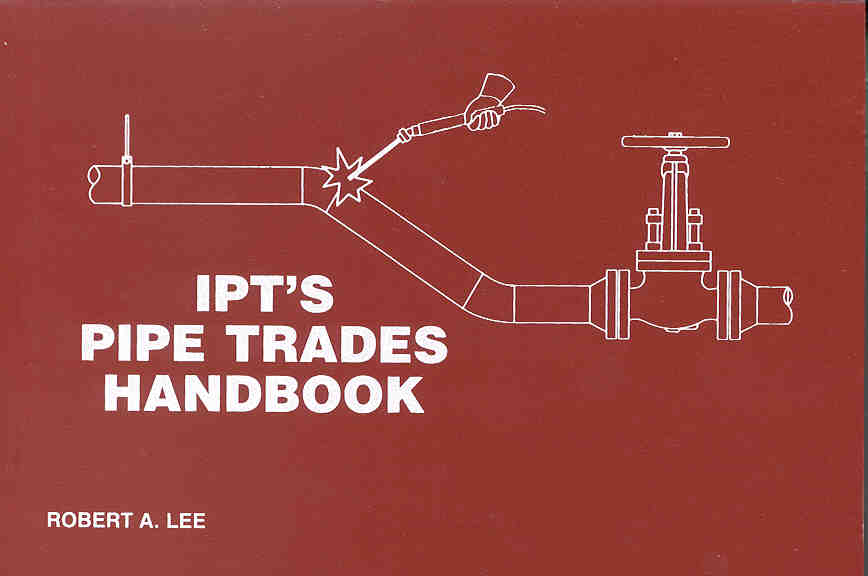 IPT'S
PIPE TRADES
HANDBOOK
ROBERT A. LEE